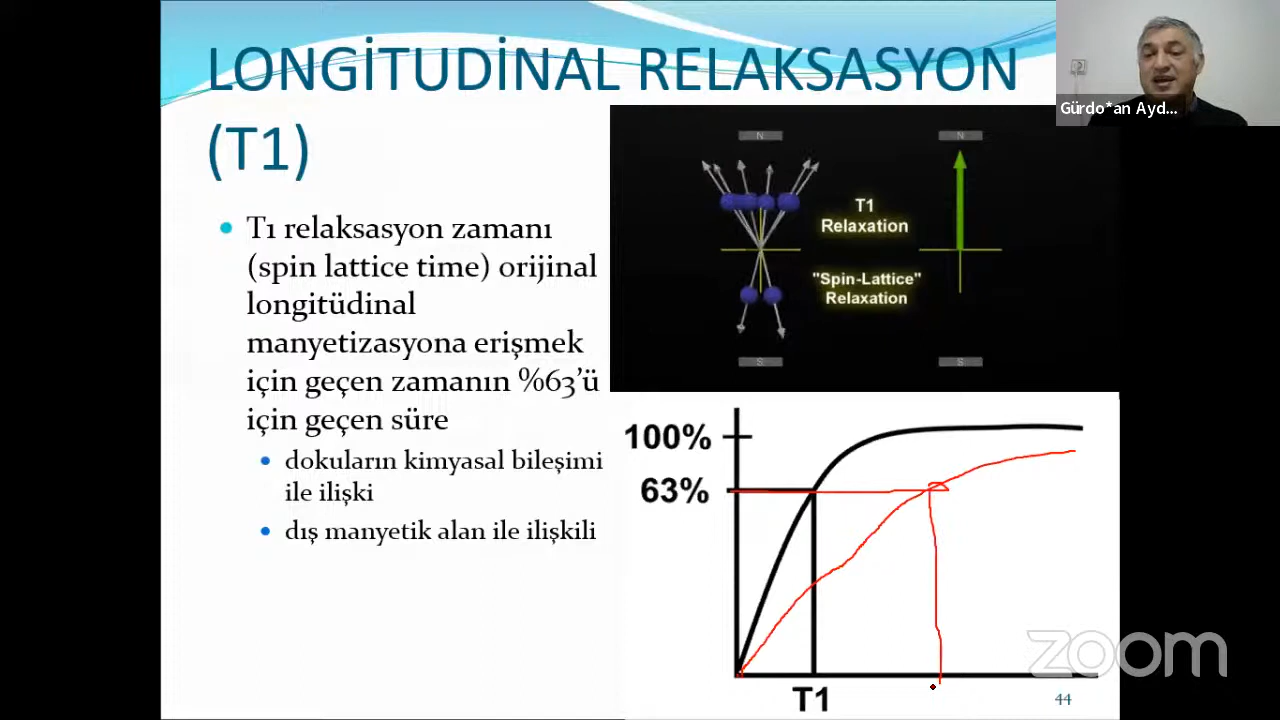 LONGİTUDİNAL RELAKSASYON
(T1)
Gürdo*an Ayd...
T1 relaksasyon zamanı
(spin lattice time) orijinal
longitüdinal
manyetizasyona erişmek
için geçen zamanın %63’ü
için geçen süre
dokuların kimyasal bileşimi
ile ilişki
dış manyetik alan ile ilişkili
N
N
T1
Relaxation
"Spin-Lattice"
Relaxation
S
S
100%
63%
T1
zoom
44